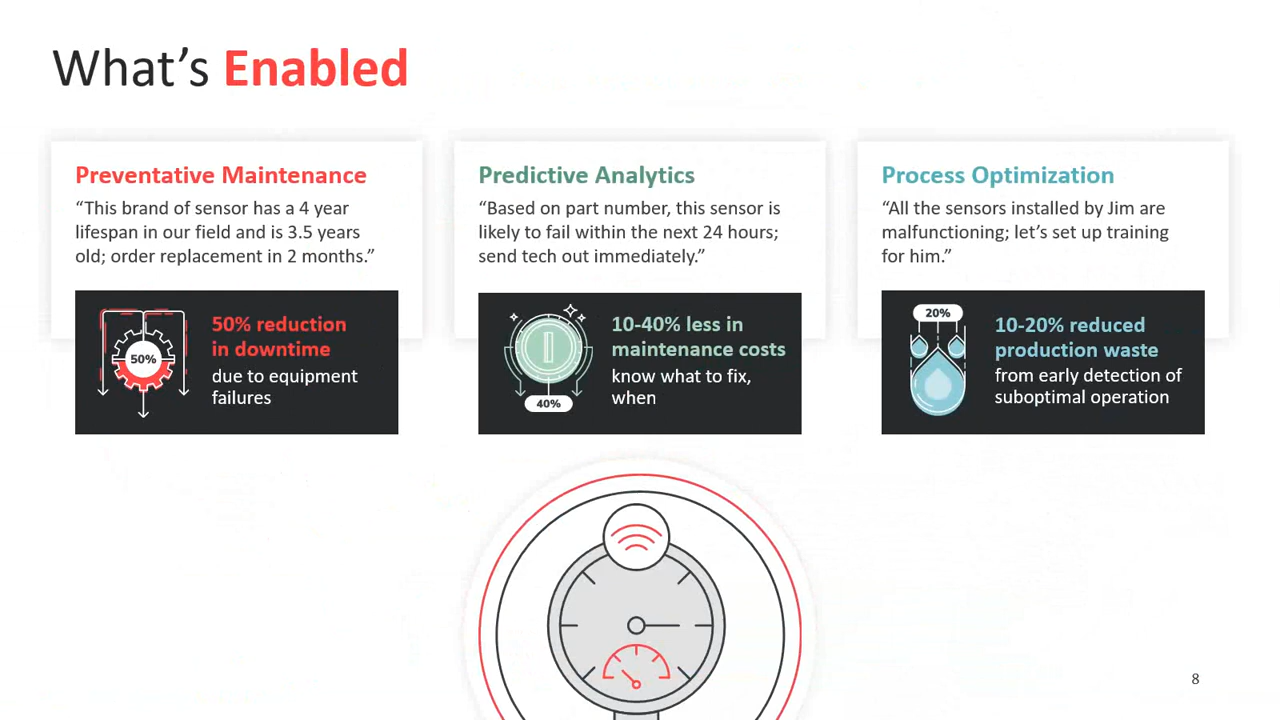 What’s Enabled
Preventative Maintenance
“This brand of sensor has a 4 year
lifespan in our field and is 3.5 years
old; order replacement in 2 months.”
50%
50% reduction
in downtime
due to equipment
failures
Predictive Analytics
“Based on part number, this sensor is
likely to fail within the next 24 hours;
send tech out immediately.”
40%
10-40% less in
maintenance costs
know what to fix,
when
Process Optimization
“All the sensors installed by Jim are
malfunctioning; let’s set up training
for him.”
20%
10-20% reduced
production waste
from early detection of
suboptimal operation
8